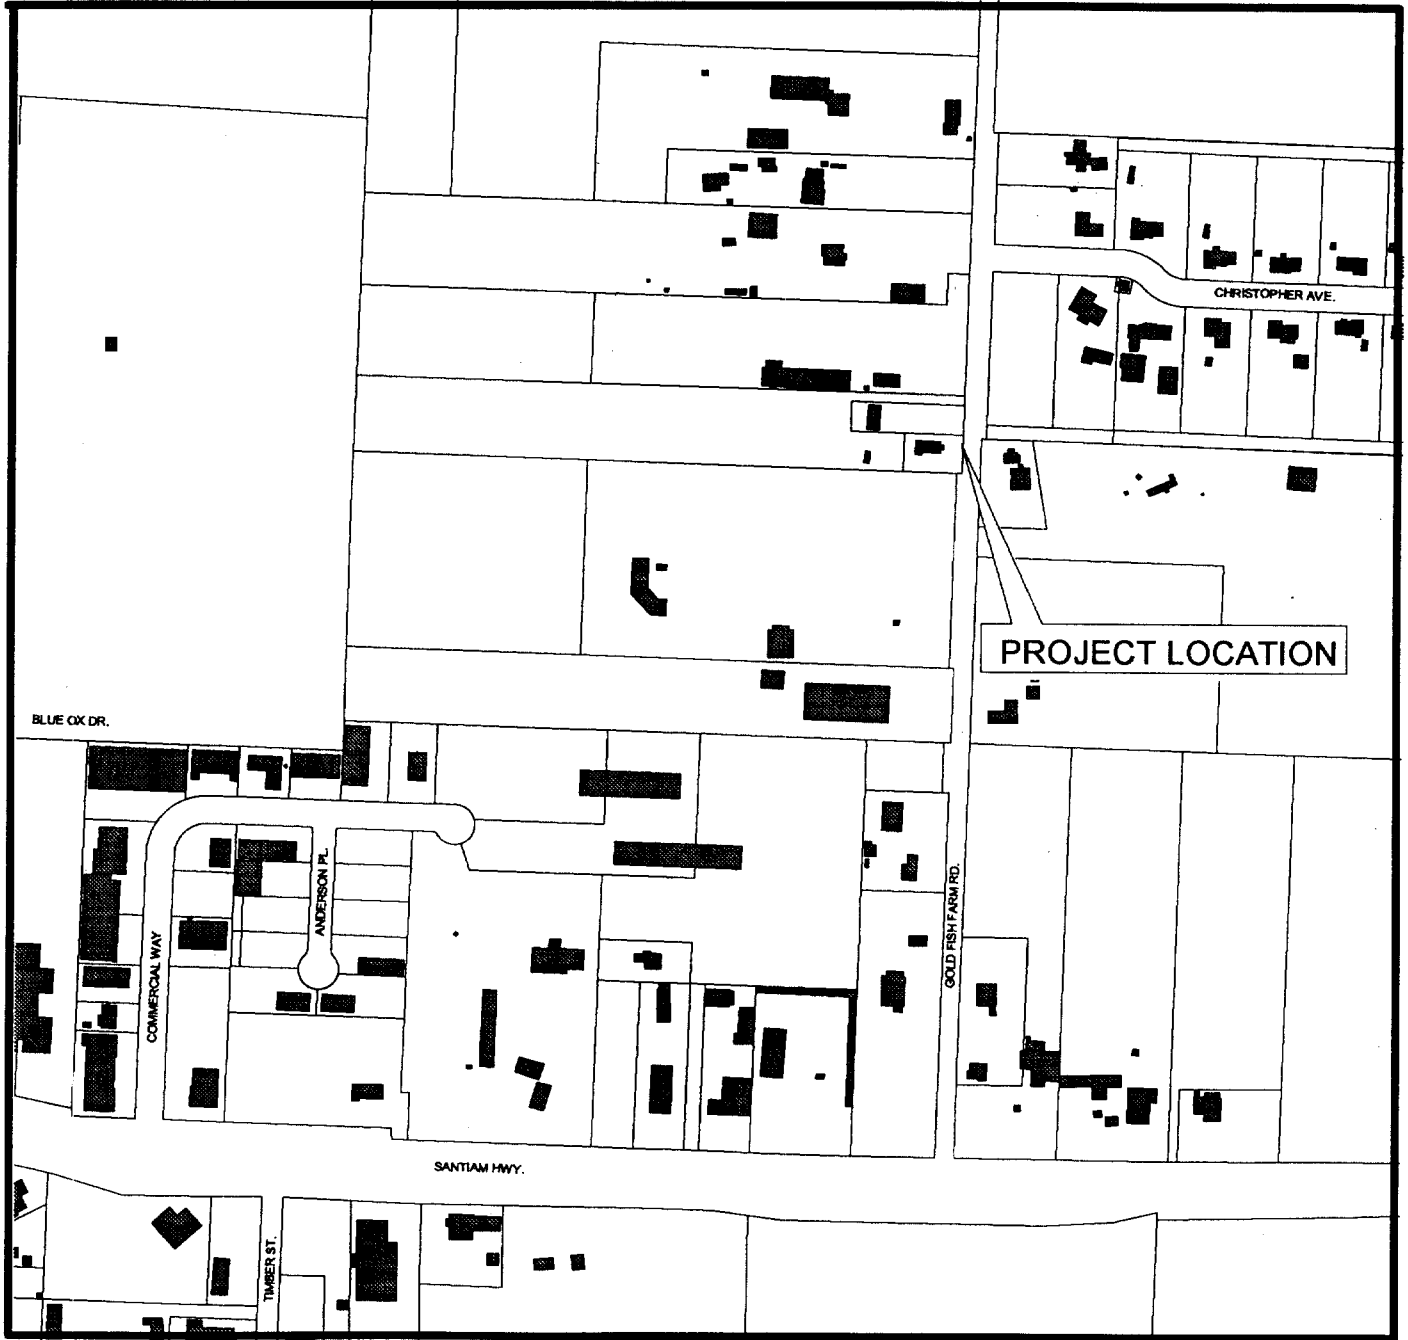 CHRISTOPHER AVE.
PROJECT LOCATION
BLUE OX DR.
ANDERSON PL.
GOLD FISH FARM RD.
COMMERCIAL WAY
SANTIAM HWY.
TIMBER ST.